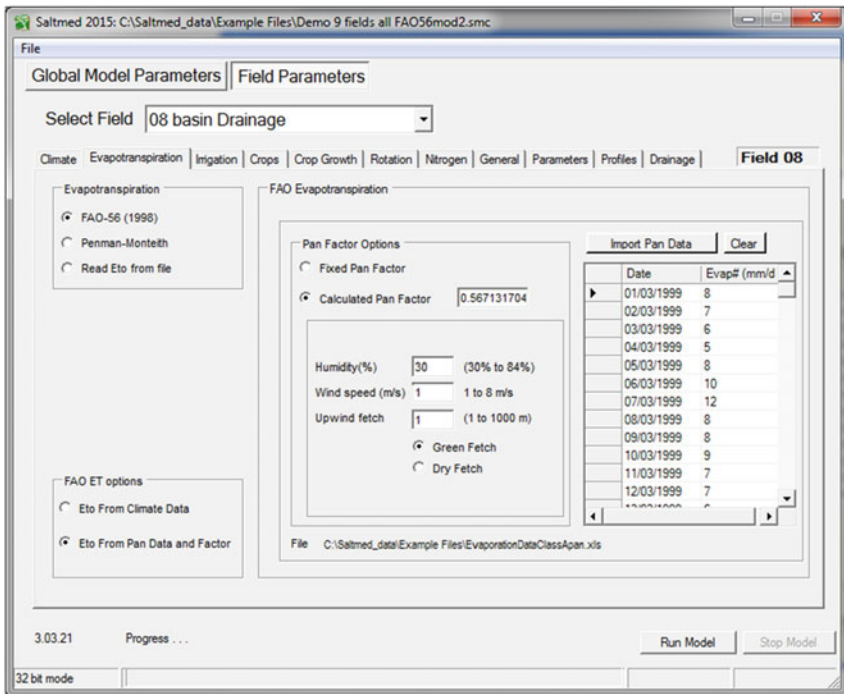 Saltmed 2015: C:\Saltmed_data\Example Files\Demo 9 fields all FAO56mod2.smc
File
Global Model Parameters Field Parameters
Select Field 08 basin Drainage
Climate Evapotranspiration Irrigation Crops Crop Growth Rotation Nitrogen General Parameters Profiles Drainage Field 08
Evapotranspiration
FAO-56 (1998)
Penman-Monteith
Read Eto from file
FAO ET options
Eto From Climate Data
Eto From Pan Data and Factor
FAO Evapotranspiration
Pan Factor Options
Fixed Pan Factor
Calculated Pan Factor 0.567131704
Humidity(%) 30 (30% to 84%)
Wind speed (m/s) 1 1 to 8 m/s
Upwind fetch 1 (1 to 1000 m)
Green Fetch
Dry Fetch
Import Pan Data Clear
Date Evap# (mm/d
01/03/1999 8
02/03/1999 7
03/03/1999 6
04/03/1999 5
05/03/1999 8
06/03/1999 10
07/03/1999 12
08/03/1999 8
09/03/1999 8
10/03/1999 9
11/03/1999 7
12/03/1999 7
File C:\Saltmed_data\Example Files\EvaporationDataClassApan.xls
3.03.21 Progress . . .
Run Model Stop Model
32 bit mode